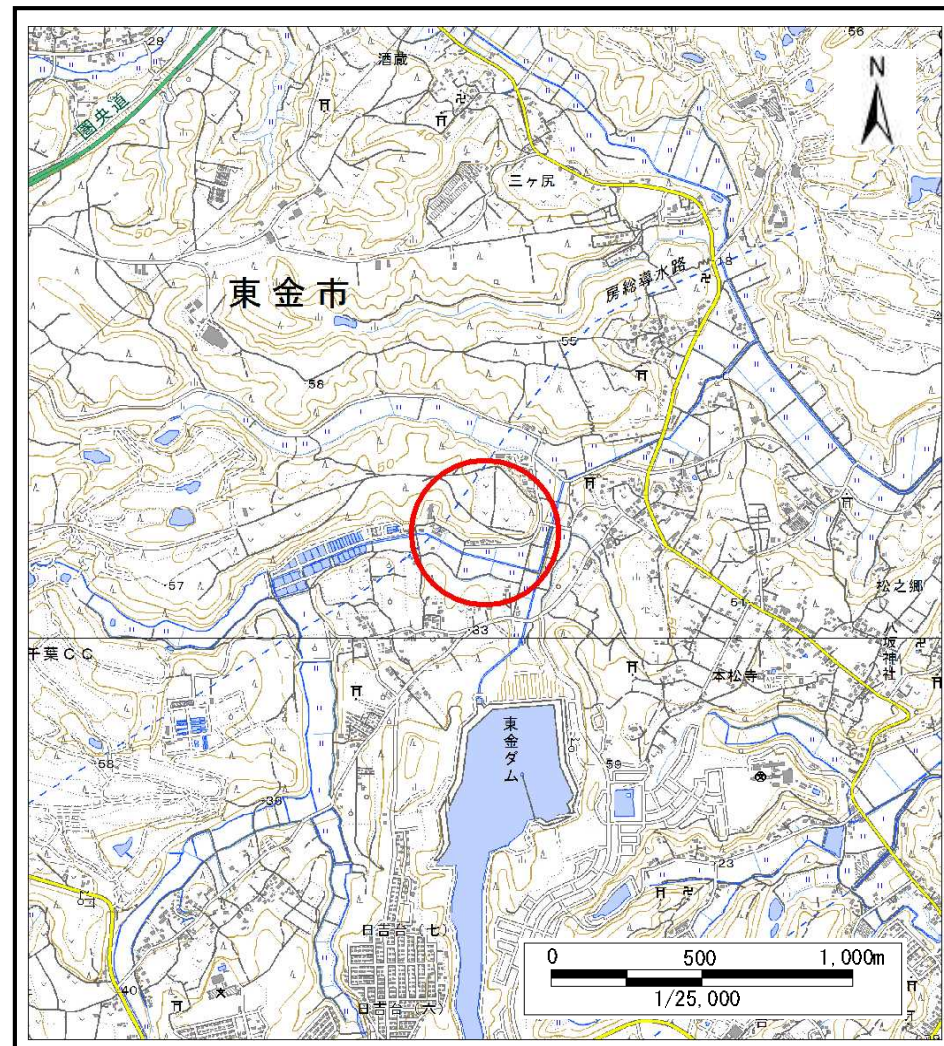 28
56
酒蔵
N
圏央道
三ヶ尻
50
18
房総導水路
東金市
55
58
60
57
51
松之郷
33
八坂神社
千葉CC
本松寺
東金ダム
58
59
39
23
日吉台(七)
0 500 1,000m
1/25,000
40
日吉台(六)